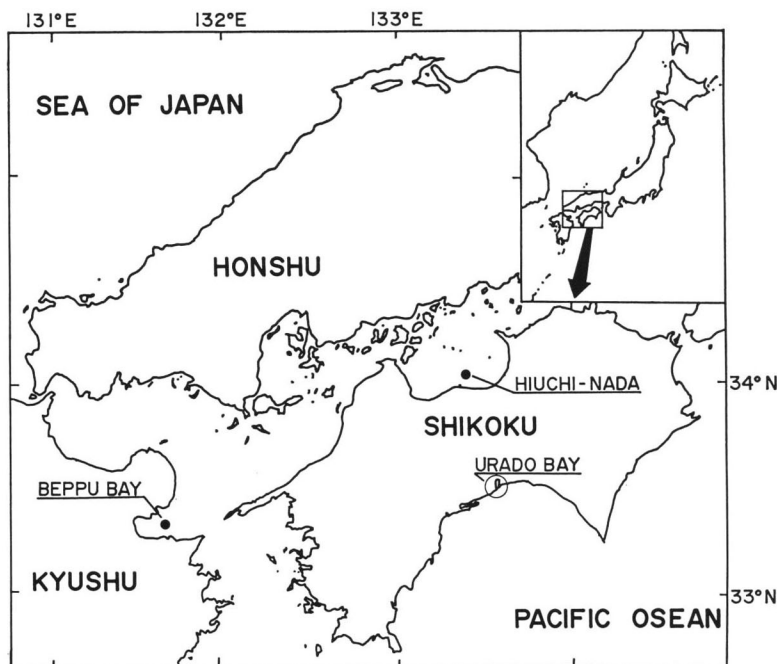 131°E 132°E 133°E
SEA OF JAPAN
HONSHU
HIUCHI-NADA
34°N
SHIKOKU
URADO BAY
BEPPU BAY
KYUSHU
33°N
PACIFIC OSEAN